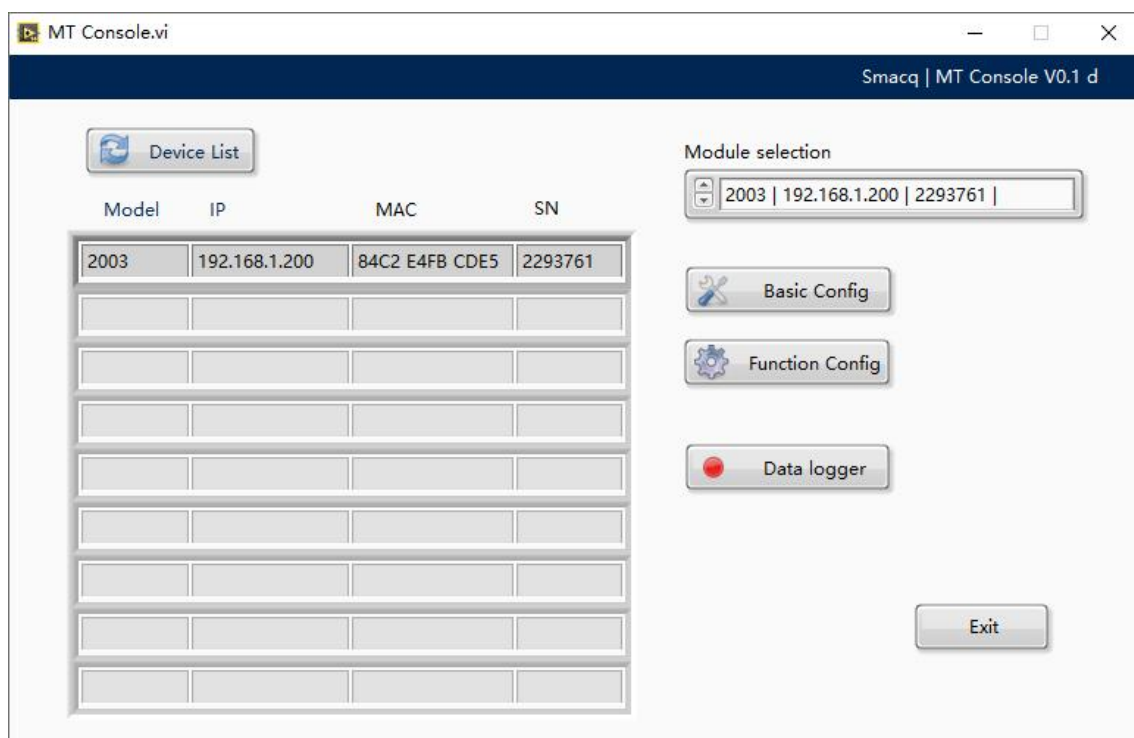 MT Console.vi
Smacq | MT Console V0.1 d
Device List
Module selection
2003 | 192.168.1.200 | 2293761 |
Model IP MAC SN
2003 192.168.1.200 84C2 E4FB CDE5 2293761
Basic Config
Function Config
Data logger
Exit